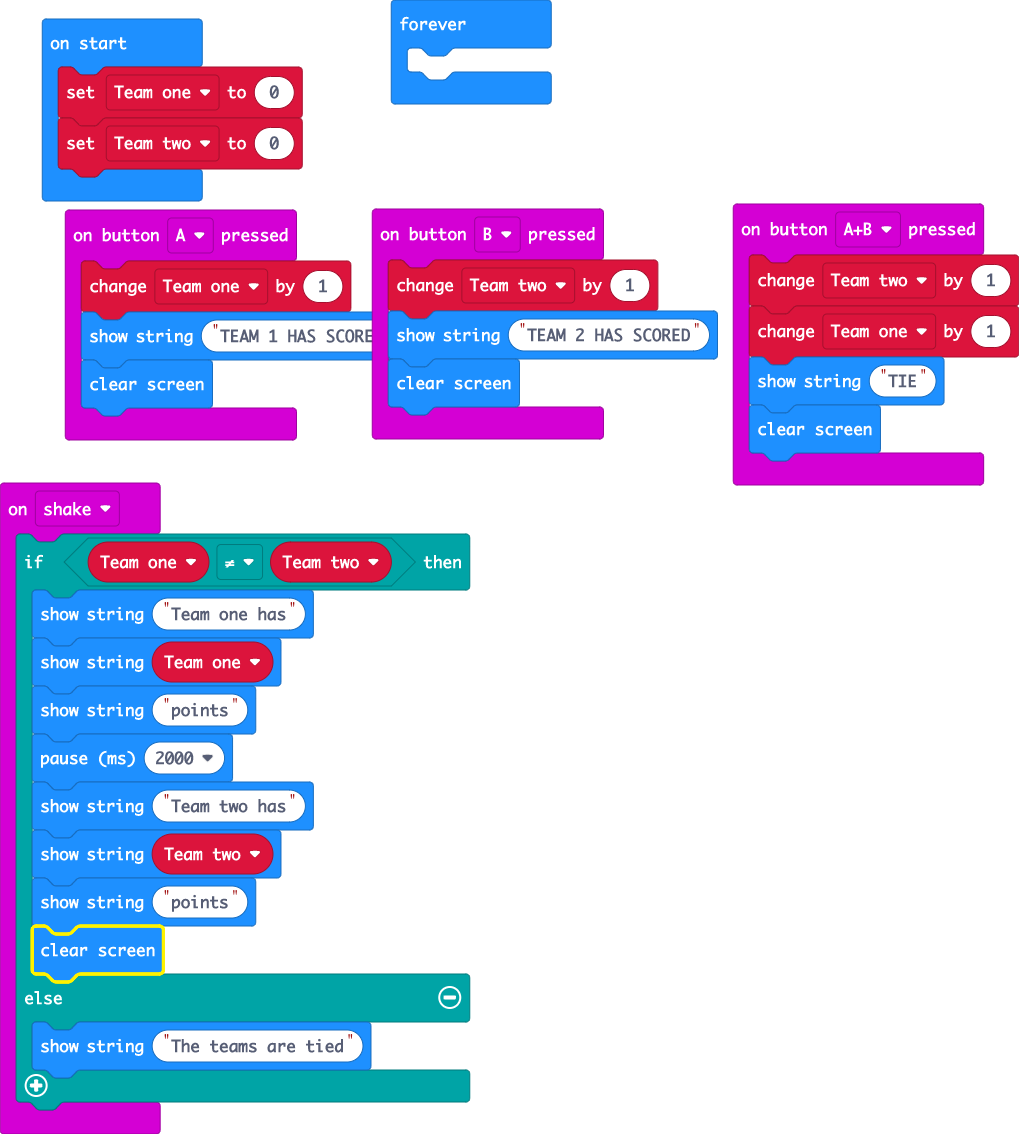 on start
set Team one to 0
set Team two to 0
forever
on button A pressed
change Team one by 1
show string "TEAM 1 HAS SCORE
clear screen
on button B pressed
change Team two by 1
show string "TEAM 2 HAS SCORED"
clear screen
on button A+B pressed
change Team two by 1
change Team one by 1
show string "TIE"
clear screen
on shake
if Team one ≠ Team two then
show string "Team one has"
show string Team one
show string "points"
pause (ms) 2000
show string "Team two has"
show string Team two
show string "points"
clear screen
else
show string "The teams are tied"